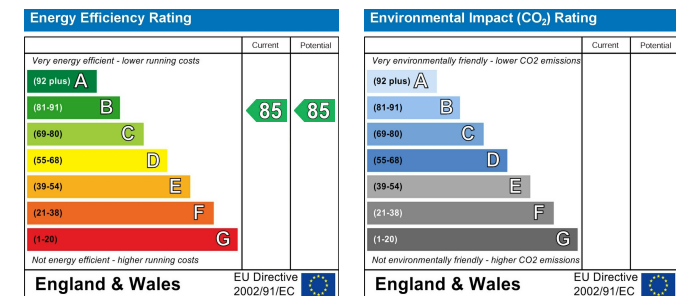 Energy Efficiency Rating
Current Potential
Very energy efficient - lower running costs
(92 plus) A
(81-91) B
85 85
(69-80) C
(55-68) D
(39-54) E
(21-38) F
(1-20) G
Not energy efficient - higher running costs
England & Wales
EU Directive
2002/91/EC
Environmental Impact (CO₂) Rating
Current Potential
Very environmentally friendly - lower CO2 emissions
(92 plus) A
(81-91) B
(69-80) C
(55-68) D
(39-54) E
(21-38) F
(1-20) G
Not environmentally friendly - higher CO2 emissions
England & Wales
EU Directive
2002/91/EC